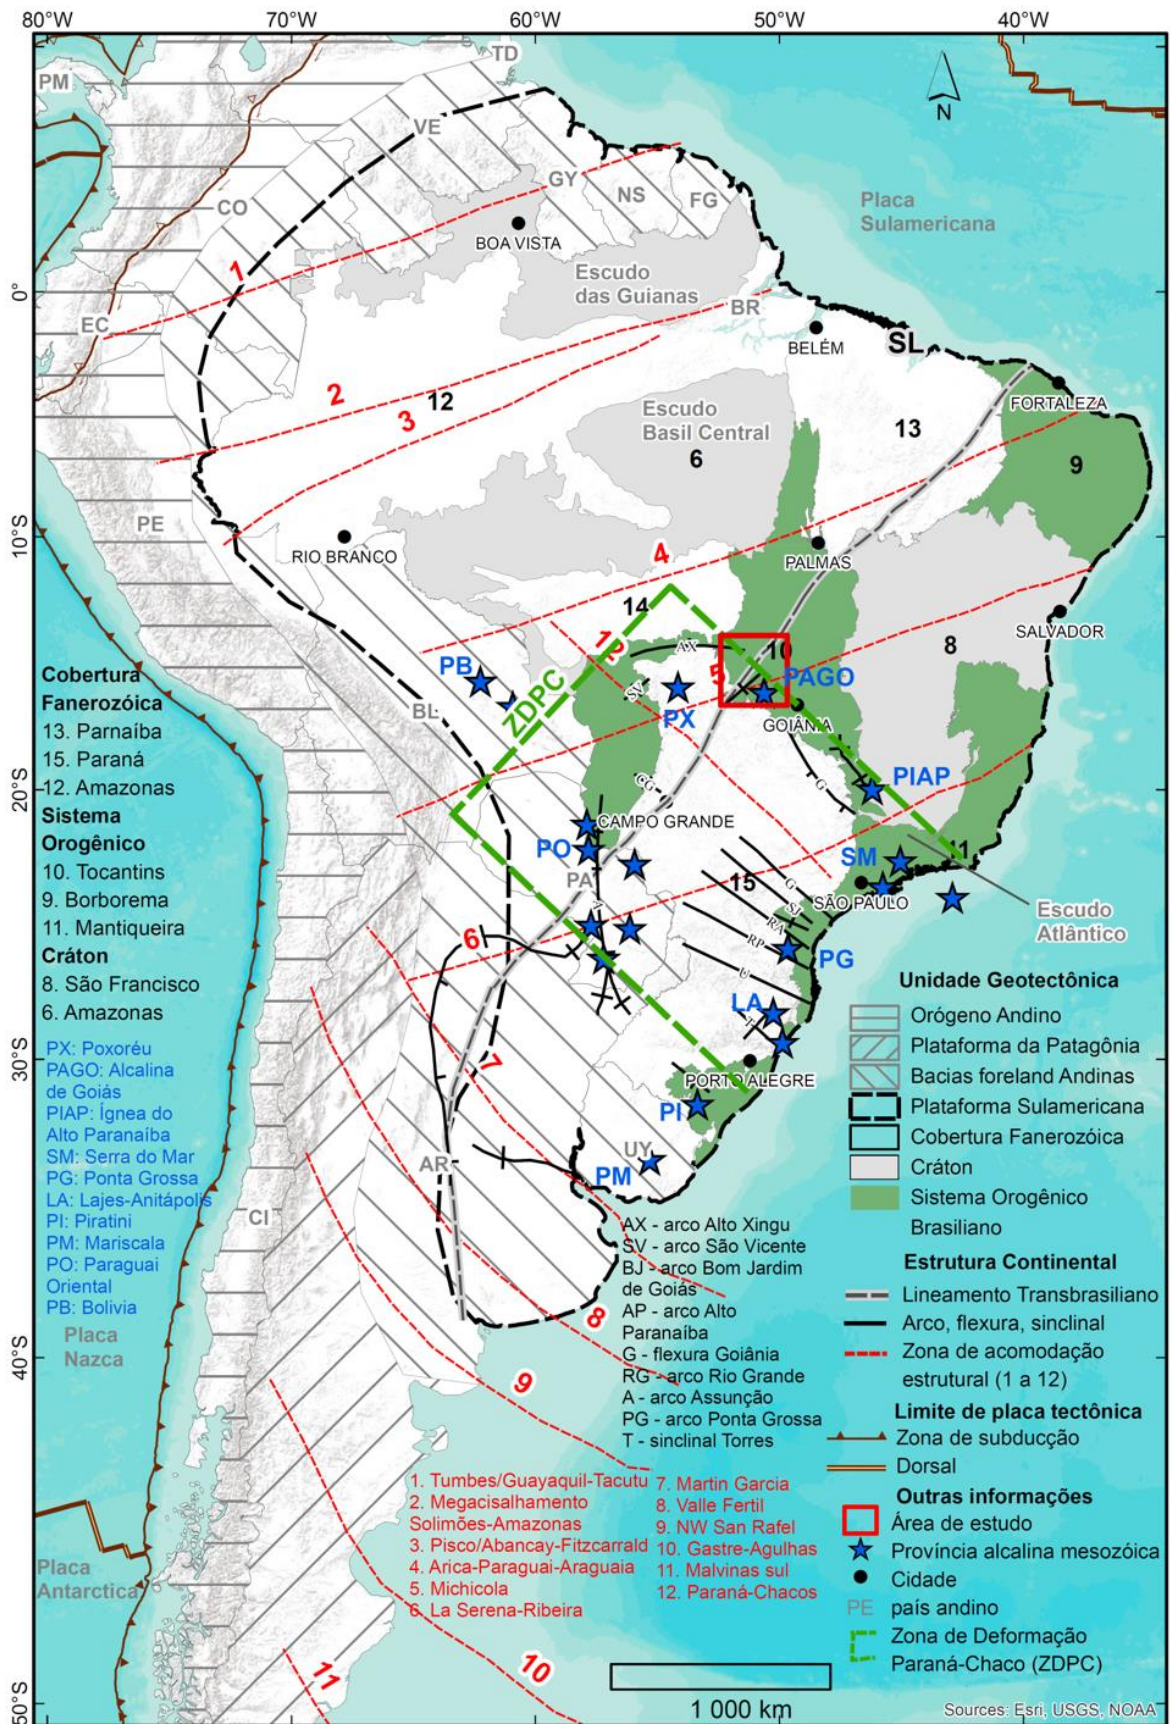 80°W
70°W
60°W
50°W
40°W
TD
PM
VE
N
GY
NS
FG
CO
Placa
Sulamericana
BOA VISTA
1
Escudo
das Guianas
0°
EC
BR
BELÉM
SL
2
12
3
FORTALEZA
Escudo
Basil Central
6
13
9
PE
10°S
RIO BRANCO
4
PALMAS
14
SALVADOR
12
8
AX
10
PB
5
PAGO
SV
ZDPC
PX
BL
GOIÂNIA
Cobertura
Fanerozóica
13. Parnaíba
15. Paraná
12. Amazonas
Sistema
Orogênico
10. Tocantins
9. Borborema
11. Mantiqueira
Cráton
8. São Francisco
6. Amazonas
PX: Poxoréu
PAGO: Alcalina
de Goiás
PIAP: Ígnea do
Alto Paranaíba
SM: Serra do Mar
PG: Ponta Grossa
LA: Lajes-Anitápolis
PI: Piratini
PM: Mariscala
PO: Paraguai
Oriental
PB: Bolivia
20°S
CG
G
PIAP
CAMPO GRANDE
PO
SM
11
PA
15
G
SÃO PAULO
A
SJ
RA
Escudo
Atlântico
6
RP
PG
U
LA
T
30°S
7
PORTO ALEGRE
PI
UY
AR
PM
CI
Unidade Geotectônica
Orógeno Andino
Plataforma da Patagônia
Bacias foreland Andinas
Plataforma Sulamericana
Cobertura Fanerozóica
Cráton
Sistema Orogênico
Brasiliano
Estrutura Continental
Lineamento Transbrasiliano
Arco, flexura, sinclinal
Zona de acomodação
estrutural (1 a 12)
Limite de placa tectônica
Zona de subducção
Dorsal
Outras informações
Área de estudo
Província alcalina mesozóica
Cidade
PE país andino
Zona de Deformação
Paraná-Chaco (ZDPC)
AX - arco Alto Xingu
SV - arco São Vicente
BJ - arco Bom Jardim
de Goiás
AP - arco Alto
Paranaíba
G - flexura Goiânia
RG - arco Rio Grande
A - arco Assunção
PG - arco Ponta Grossa
T - sinclinal Torres
8
Placa
Nazca
40°S
9
1. Tumbes/Guayaquil-Tacutu
2. Megacisalhamento
Solimões-Amazonas
3. Pisco/Abancay-Fitzcarrald
4. Arica-Paraguai-Araguaia
5. Michicola
6. La Serena-Ribeira
7. Martin Garcia
8. Valle Fertil
9. NW San Rafel
10. Gastre-Agulhas
11. Malvinas sul
12. Paraná-Chacos
Placa
Antarctica
10
11
50°S
1 000 km
Sources: Esri, USGS, NOAA